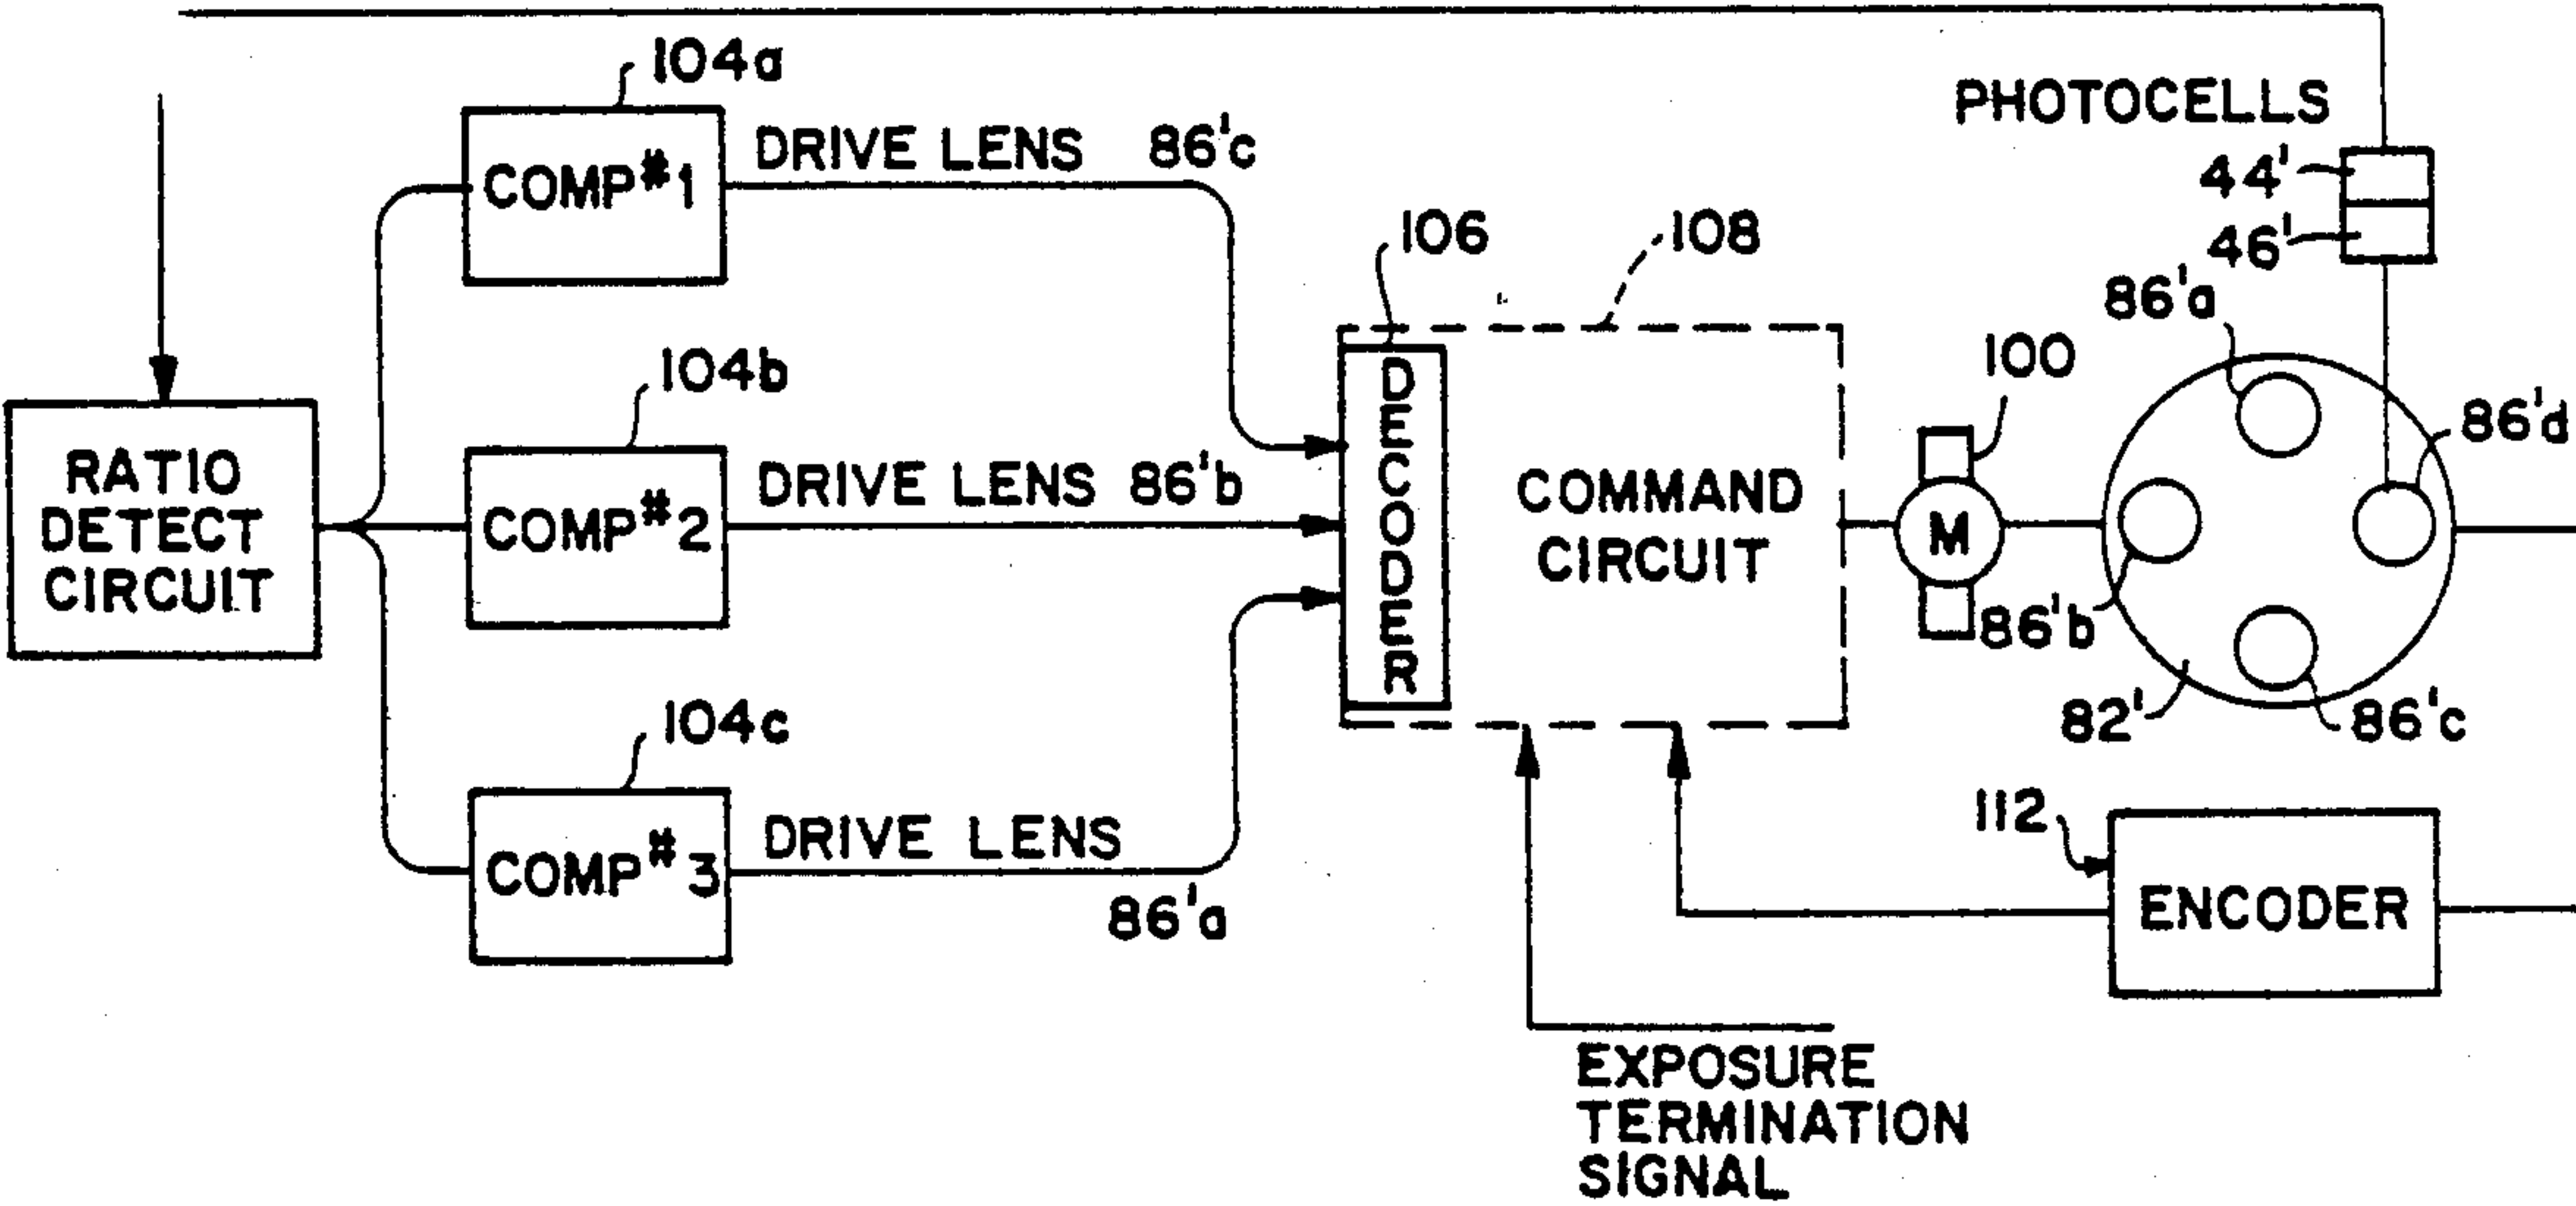 104a
COMP#1
DRIVE LENS 86'c
PHOTOCELLS
44'
46'
106
108
86'a
100
104b
RATIO
DETECT
CIRCUIT
COMP#2
DRIVE LENS 86'b
DECODER
COMMAND
CIRCUIT
M
86'd
86'b
82'
86'c
104c
COMP#3
DRIVE LENS
86'a
112
ENCODER
EXPOSURE
TERMINATION
SIGNAL